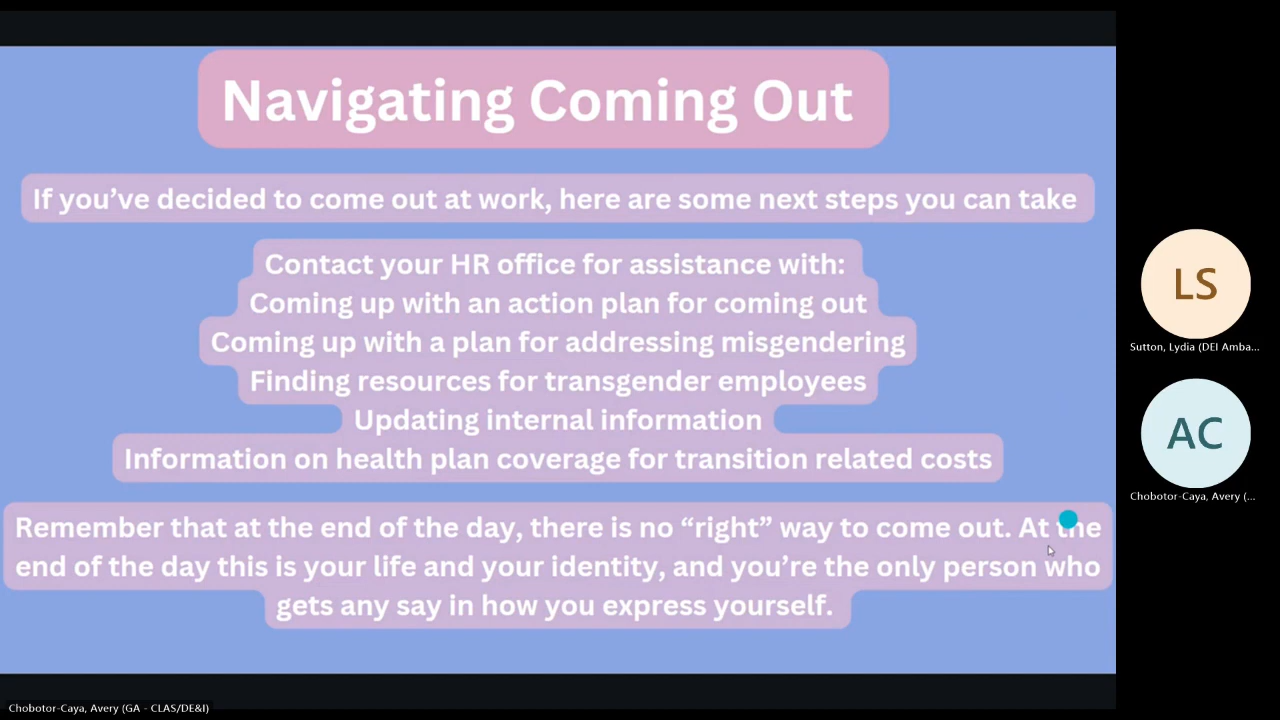 Navigating Coming Out
If you’ve decided to come out at work, here are some next steps you can take
Contact your HR office for assistance with:
Coming up with an action plan for coming out
Coming up with a plan for addressing misgendering
Finding resources for transgender employees
Updating internal information
Information on health plan coverage for transition related costs
Remember that at the end of the day, there is no “right” way to come out. At the
end of the day this is your life and your identity, and you’re the only person who
gets any say in how you express yourself.
LS
Sutton, Lydia (DEI Amba...
AC
Chobotor-Caya, Avery (...
Chobotor-Caya, Avery (GA - CLAS/DE&I)